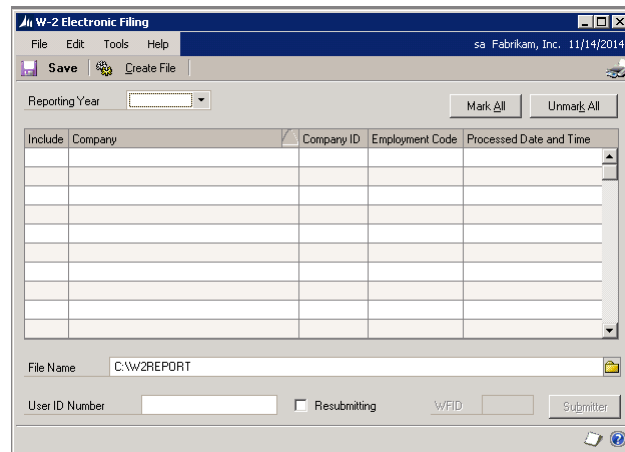 W-2 Electronic Filing
File Edit Tools Help sa Fabrikam, Inc. 11/14/2014
Save Create File
Reporting Year Mark All Unmark All
Include Company Company ID Employment Code Processed Date and Time
File Name C:\W2REPORT
User ID Number Resubmitting WFID Submitter